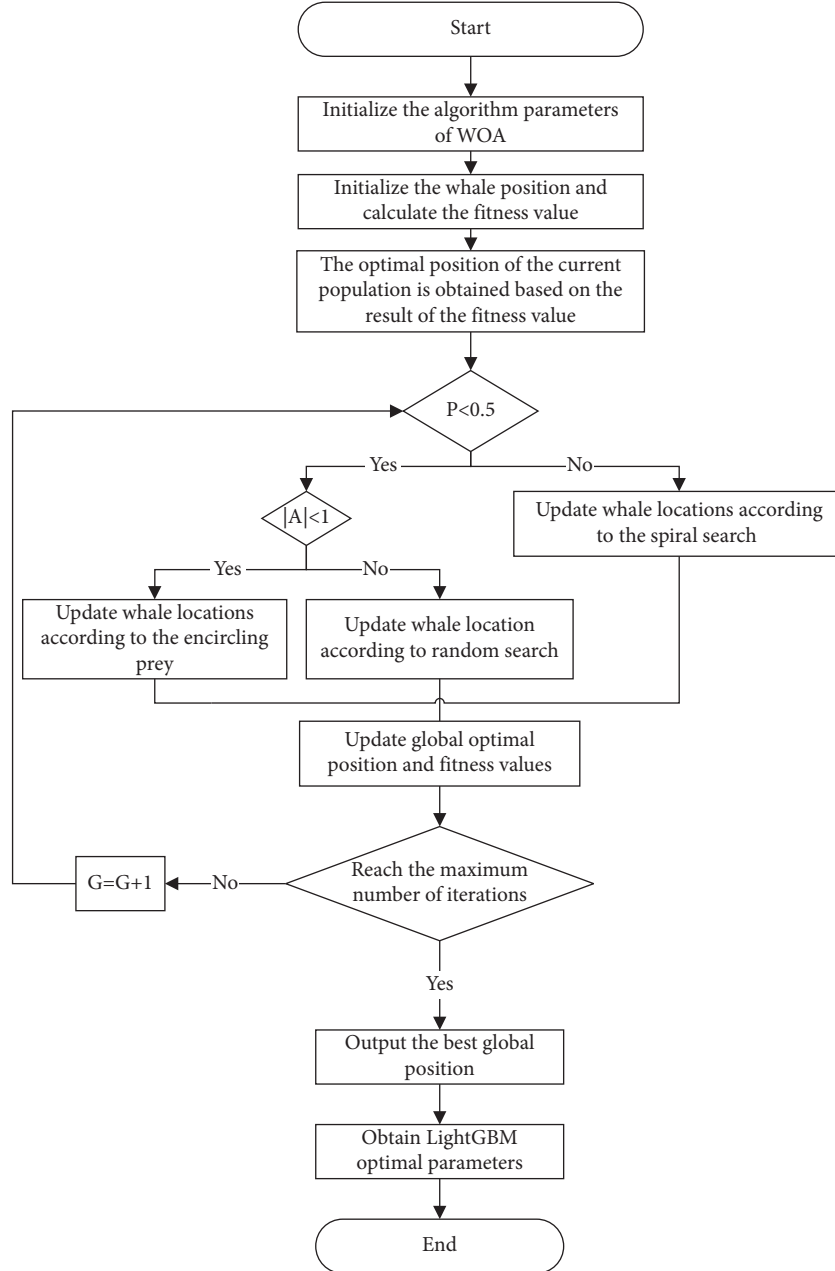 Start
Initialize the algorithm parameters
of WOA
Initialize the whale position and
calculate the fitness value
The optimal position of the current
population is obtained based on the
result of the fitness value
P<0.5
Yes
No
|A|<1
Update whale locations according
to the spiral search
Yes
No
Update whale locations
according to the encircling
prey
Update whale location
according to random search
Update global optimal
position and fitness values
Reach the maximum
number of iterations
No
G=G+1
Yes
Output the best global
position
Obtain LightGBM
optimal parameters
End